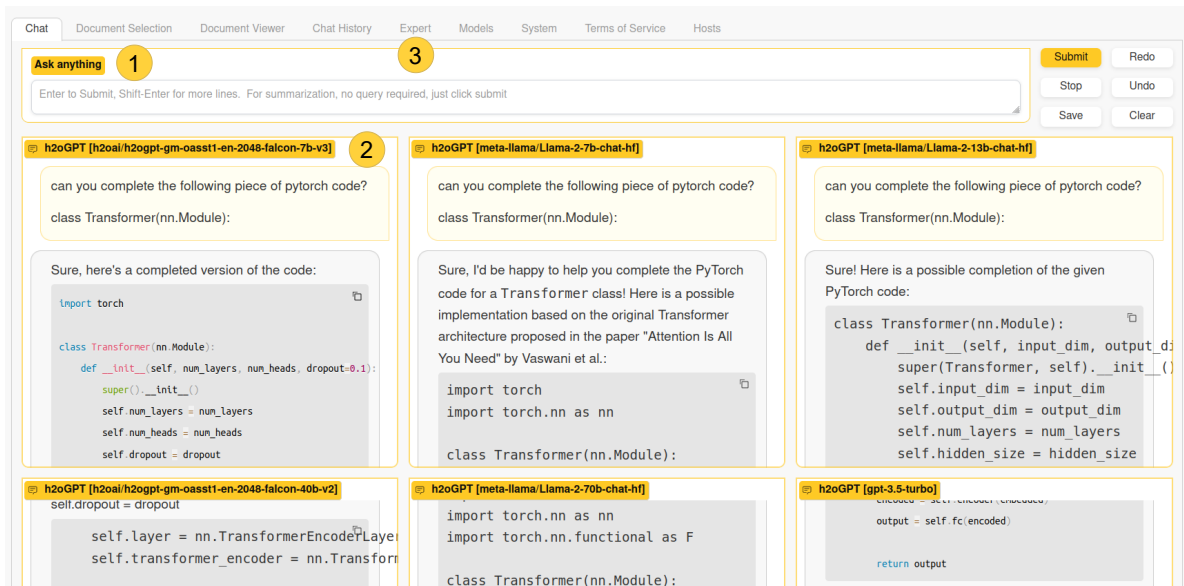 Chat Document Selection Document Viewer Chat History Expert Models System Terms of Service Hosts
Ask anything 1 3
Enter to Submit, Shift-Enter for more lines. For summarization, no query required, just click submit
Submit Redo
Stop Undo
Save Clear
h2oGPT [h2oai/h2ogpt-gm-oasst1-en-2048-falcon-7b-v3] 2
can you complete the following piece of pytorch code?
class Transformer(nn.Module):
Sure, here's a completed version of the code:
import torch
class Transformer(nn.Module):
def __init__(self, num_layers, num_heads, dropout=0.1):
super().__init__()
self.num_layers = num_layers
self.num_heads = num_heads
self.dropout = dropout
h2oGPT [meta-llama/Llama-2-7b-chat-hf]
can you complete the following piece of pytorch code?
class Transformer(nn.Module):
Sure, I'd be happy to help you complete the PyTorch
code for a Transformer class! Here is a possible
implementation based on the original Transformer
architecture proposed in the paper "Attention Is All
You Need" by Vaswani et al.:
import torch
import torch.nn as nn
class Transformer(nn.Module):
h2oGPT [meta-llama/Llama-2-13b-chat-hf]
can you complete the following piece of pytorch code?
class Transformer(nn.Module):
Sure! Here is a possible completion of the given
PyTorch code:
class Transformer(nn.Module):
def __init__(self, input_dim, output_di
super(Transformer, self).__init__()
self.input_dim = input_dim
self.output_dim = output_dim
self.num_layers = num_layers
self.hidden_size = hidden_size
h2oGPT [h2oai/h2ogpt-gm-oasst1-en-2048-falcon-40b-v2]
self.dropout = dropout
self.layer = nn.TransformerEncoderLayer
self.transformer_encoder = nn.Transform
h2oGPT [meta-llama/Llama-2-70b-chat-hf]
import torch.nn as nn
import torch.nn.functional as F
class Transformer(nn.Module):
h2oGPT [gpt-3.5-turbo]
encoded = self.encoder(embedded)
output = self.fc(encoded)
return output